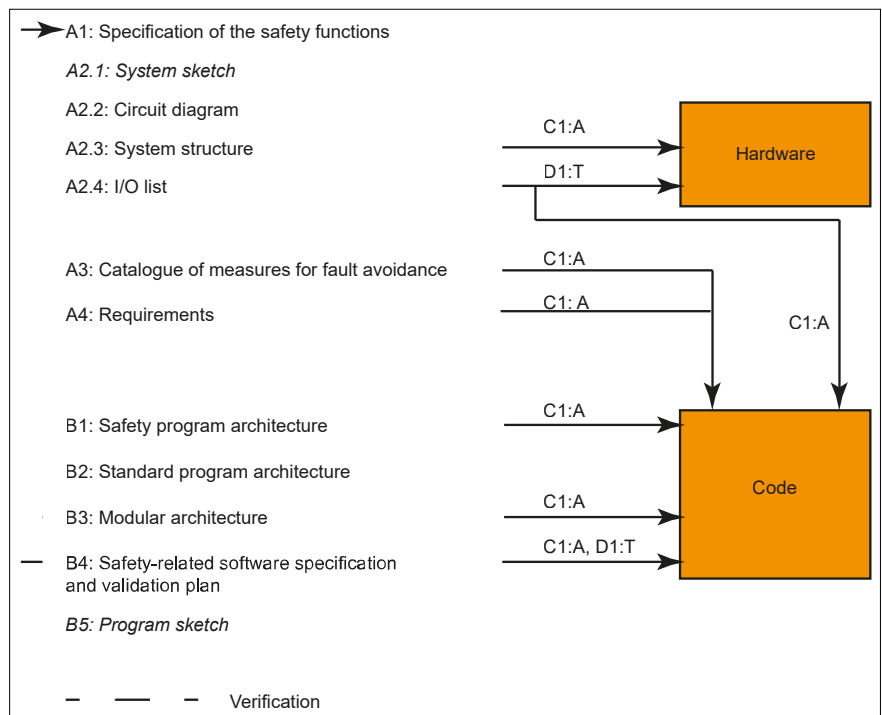 A1: Specification of the safety functions
A2.1: System sketch
A2.2: Circuit diagram
C1:A
A2.3: System structure
Hardware
D1:T
A2.4: I/O list
C1:A
A3: Catalogue of measures for fault avoidance
C1: A
A4: Requirements
C1:A
C1:A
B1: Safety program architecture
B2: Standard program architecture
Code
C1:A
B3: Modular architecture
C1:A, D1:T
B4: Safety-related software specification
and validation plan
B5: Program sketch
Verification